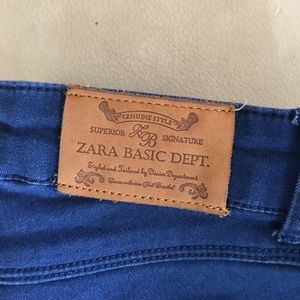 GENUINE STYLE
SUPERIOR ZB SIGNATURE
ZARA BASIC DEPT.
Styled and Tailored by Denim Department